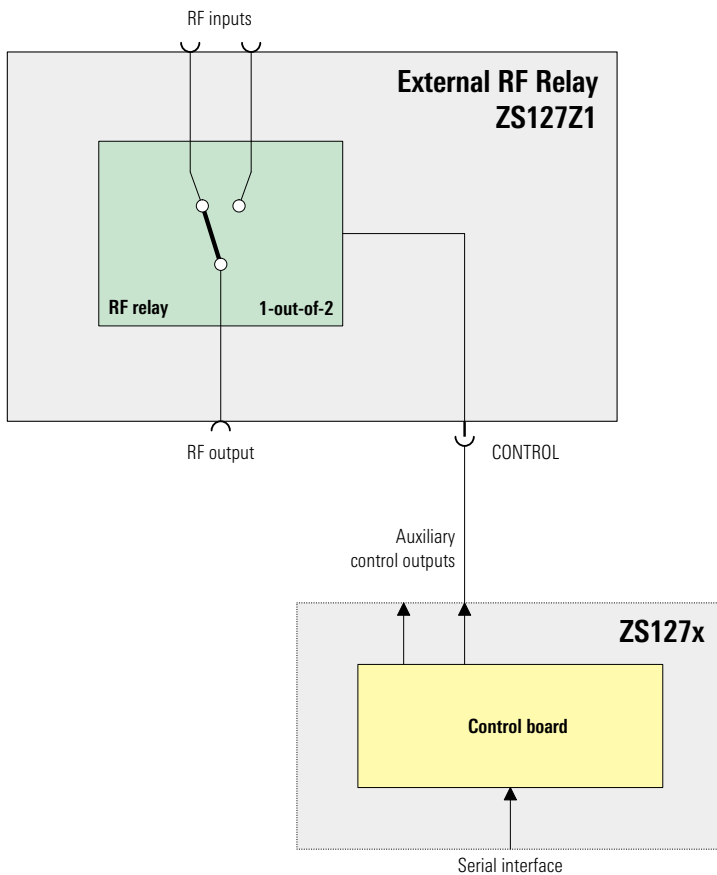 RF inputs
External RF Relay
ZS127Z1
RF relay
1-out-of-2
RF output
CONTROL
Auxiliary
control outputs
ZS127x
Control board
Serial interface